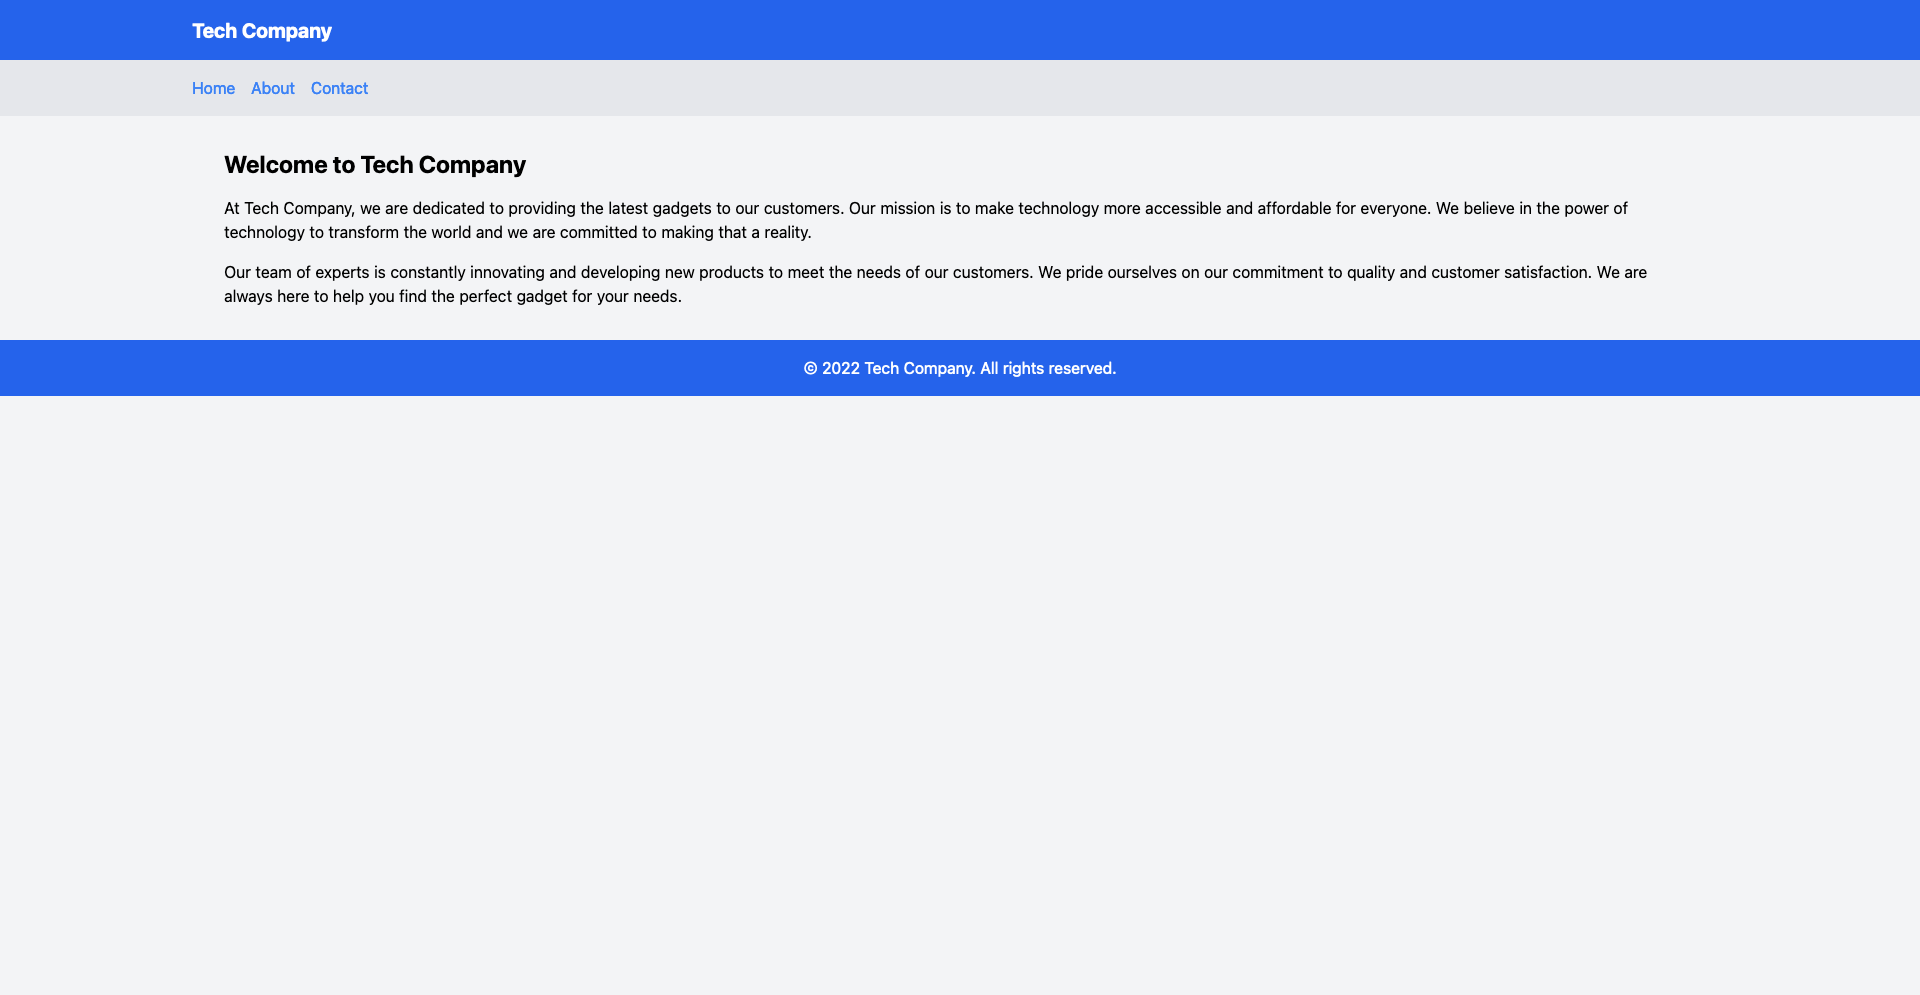 Tech Company
Home About Contact
Welcome to Tech Company
At Tech Company, we are dedicated to providing the latest gadgets to our customers. Our mission is to make technology more accessible and affordable for everyone. We believe in the power of
technology to transform the world and we are committed to making that a reality.
Our team of experts is constantly innovating and developing new products to meet the needs of our customers. We pride ourselves on our commitment to quality and customer satisfaction. We are
always here to help you find the perfect gadget for your needs.
© 2022 Tech Company. All rights reserved.